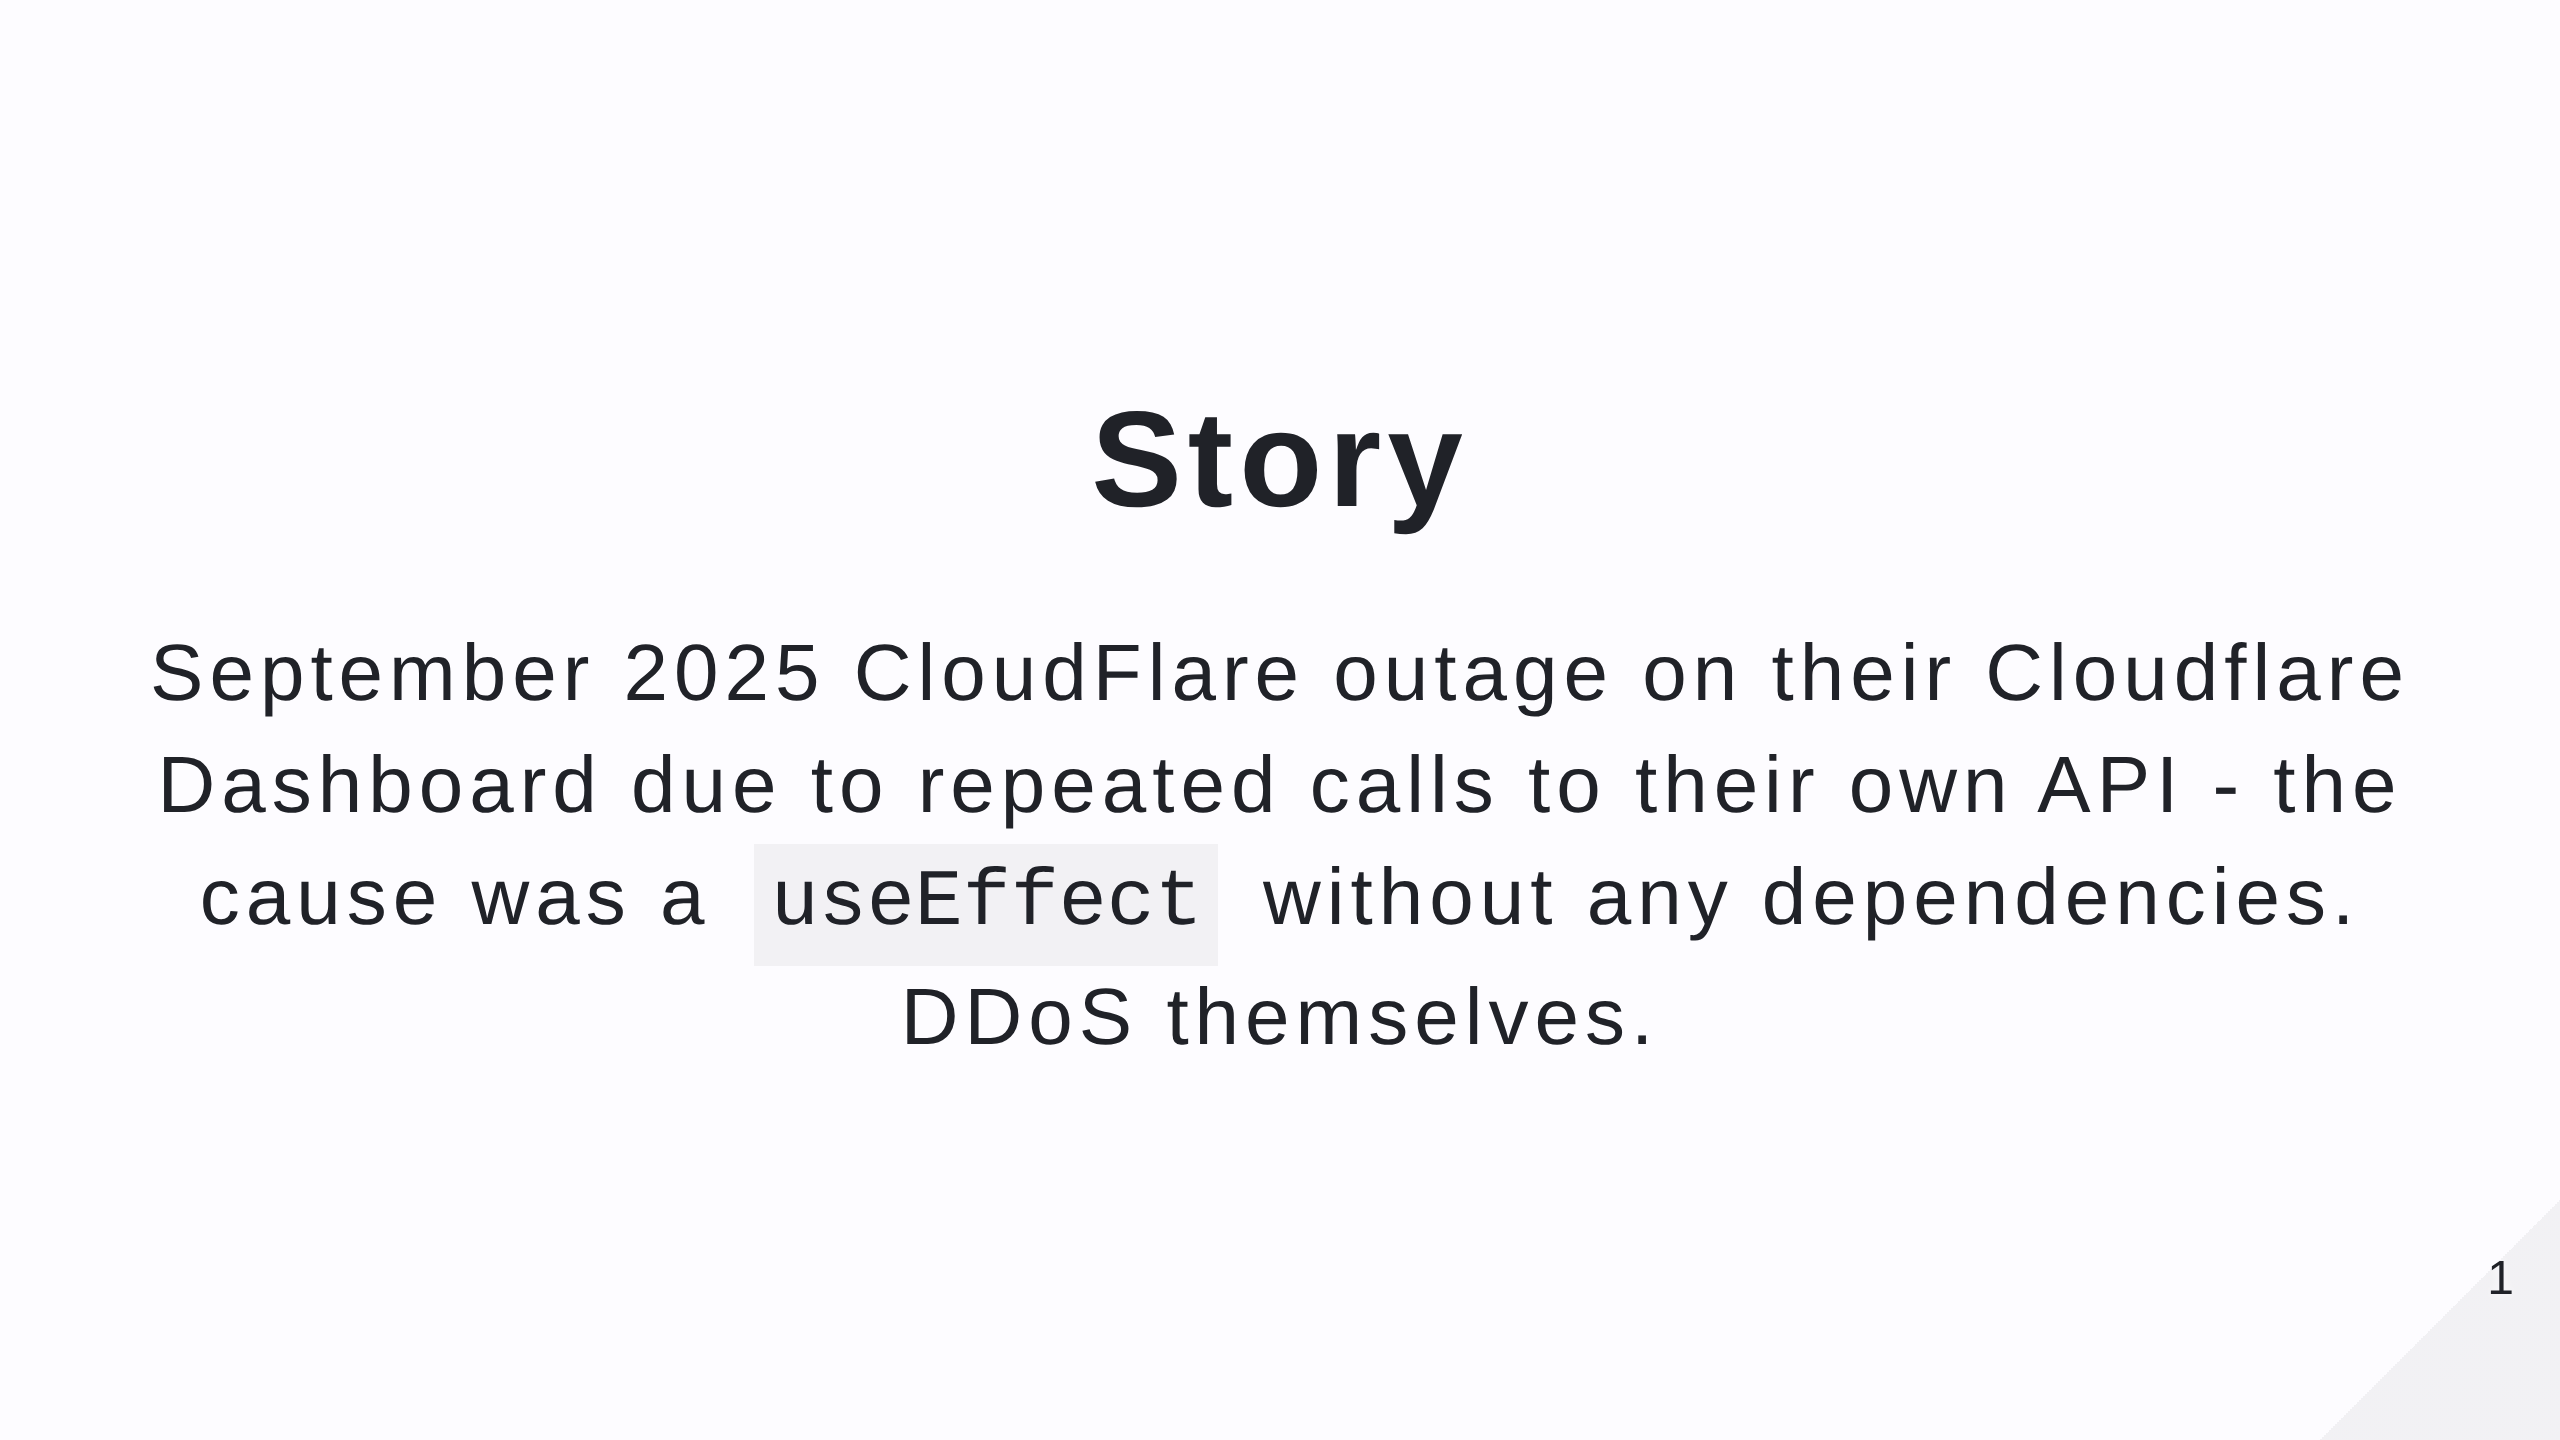 Story
September 2025 CloudFlare outage on their Cloudflare
Dashboard due to repeated calls to their own API - the
cause was a useEffect without any dependencies.
DDoS themselves.
1